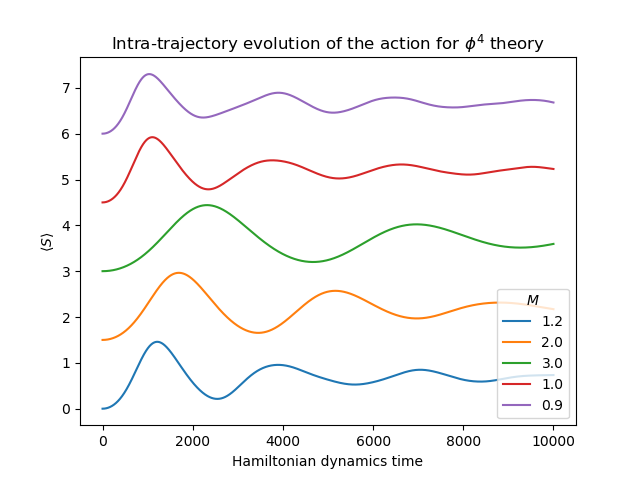 Intra-trajectory evolution of the action for $\phi^4$ theory
⟨S⟩
7
6
5
4
3
2
1
0
M
1.2
2.0
3.0
1.0
0.9
0 2000 4000 6000 8000 10000
Hamiltonian dynamics time